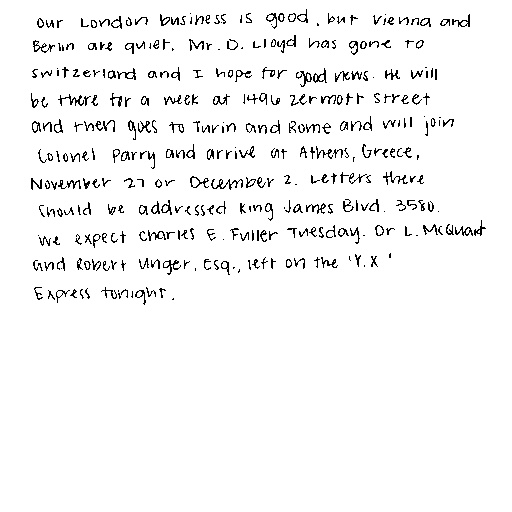 Our London business is good, but Vienna and
Berlin are quiet. Mr. D. Lloyd has gone to
Switzerland and I hope for good news. He will
be there for a week at 1496 Zermott Street
and then goes to Turin and Rome and will join
Colonel Parry and arrive at Athens, Greece,
November 27 or December 2. Letters there
should be addressed King James Blvd. 3580.
We expect Charles E. Fuller Tuesday. Dr L. McQuaid
and Robert Unger, Esq., left on the 'Y.X '
Express tonight.